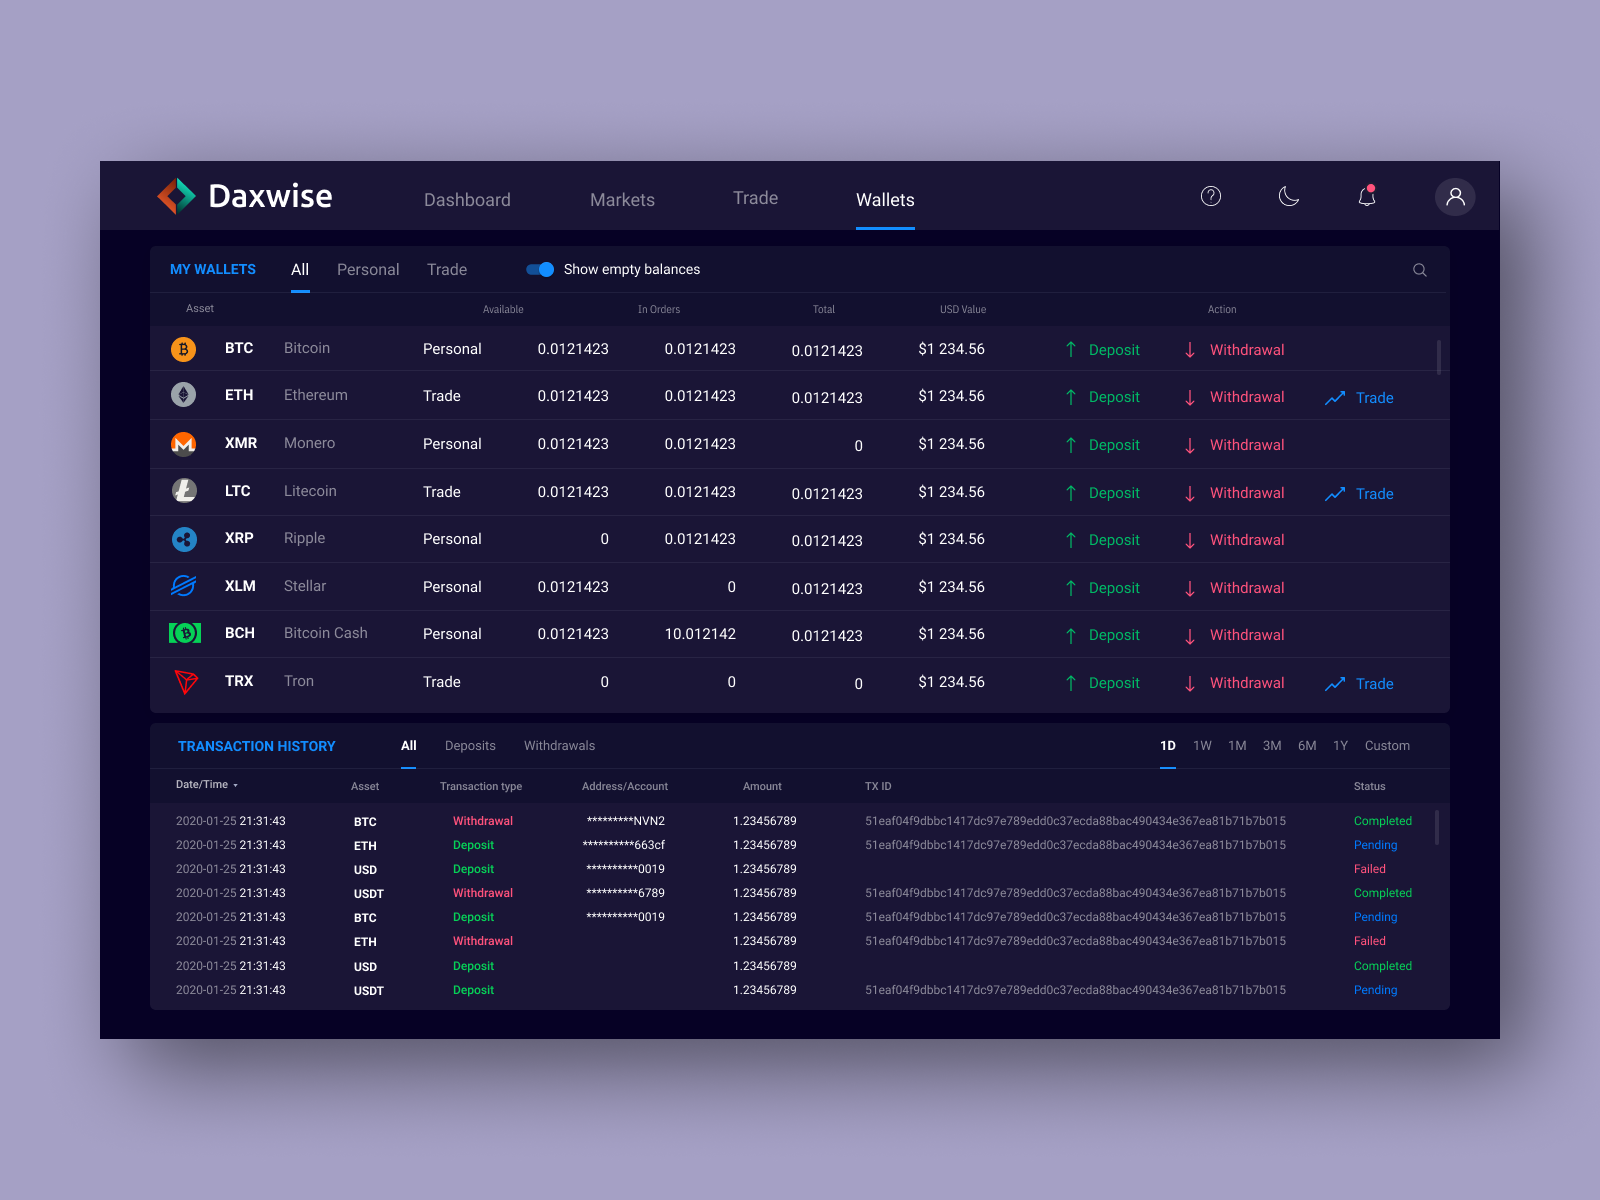 Daxwise Dashboard Markets Trade Wallets
MY WALLETS All Personal Trade Show empty balances
Asset Available In Orders Total USD Value Action
BTC Bitcoin Personal 0.0121423 0.0121423 0.0121423 $1 234.56 Deposit Withdrawal
ETH Ethereum Trade 0.0121423 0.0121423 0.0121423 $1 234.56 Deposit Withdrawal Trade
XMR Monero Personal 0.0121423 0.0121423 0 $1 234.56 Deposit Withdrawal
LTC Litecoin Trade 0.0121423 0.0121423 0.0121423 $1 234.56 Deposit Withdrawal Trade
XRP Ripple Personal 0 0.0121423 0.0121423 $1 234.56 Deposit Withdrawal
XLM Stellar Personal 0.0121423 0 0.0121423 $1 234.56 Deposit Withdrawal
BCH Bitcoin Cash Personal 0.0121423 10.012142 0.0121423 $1 234.56 Deposit Withdrawal
TRX Tron Trade 0 0 0 $1 234.56 Deposit Withdrawal Trade
TRANSACTION HISTORY All Deposits Withdrawals 1D 1W 1M 3M 6M 1Y Custom
Date/Time Asset Transaction type Address/Account Amount TX ID Status
2020-01-25 21:31:43 BTC Withdrawal *********NVN2 1.23456789 51eaf04f9dbbc1417dc97e789edd0c37ecda88bac490434e367ea81b71b7b015 Completed
2020-01-25 21:31:43 ETH Deposit **********663cf 1.23456789 51eaf04f9dbbc1417dc97e789edd0c37ecda88bac490434e367ea81b71b7b015 Pending
2020-01-25 21:31:43 USD Deposit **********0019 1.23456789 Failed
2020-01-25 21:31:43 USDT Withdrawal **********6789 1.23456789 51eaf04f9dbbc1417dc97e789edd0c37ecda88bac490434e367ea81b71b7b015 Completed
2020-01-25 21:31:43 BTC Deposit **********0019 1.23456789 51eaf04f9dbbc1417dc97e789edd0c37ecda88bac490434e367ea81b71b7b015 Pending
2020-01-25 21:31:43 ETH Withdrawal 1.23456789 51eaf04f9dbbc1417dc97e789edd0c37ecda88bac490434e367ea81b71b7b015 Failed
2020-01-25 21:31:43 USD Deposit 1.23456789 Completed
2020-01-25 21:31:43 USDT Deposit 1.23456789 51eaf04f9dbbc1417dc97e789edd0c37ecda88bac490434e367ea81b71b7b015 Pending